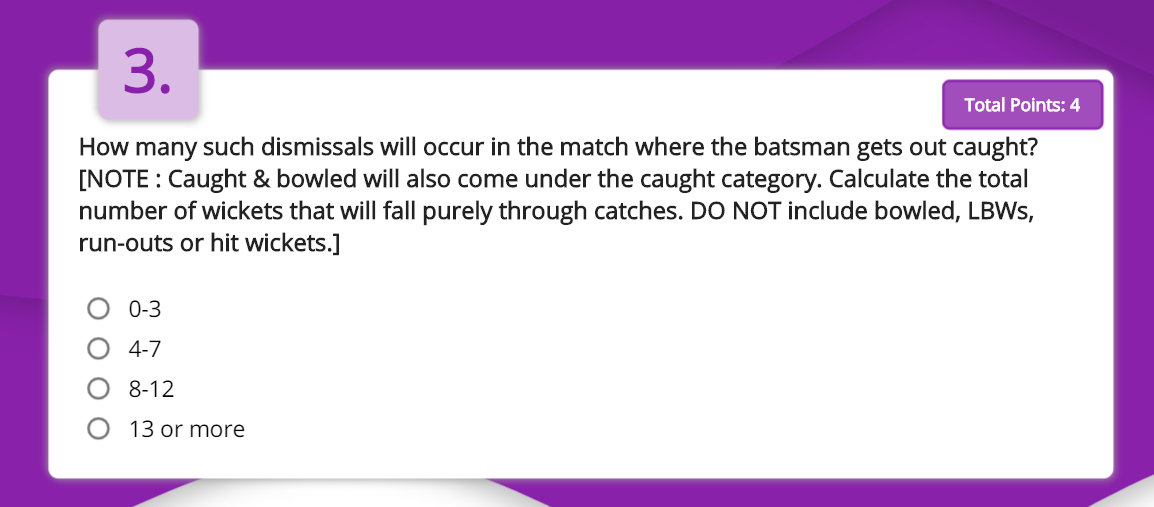 3.
Total Points: 4
How many such dismissals will occur in the match where the batsman gets out caught?
[NOTE : Caught & bowled will also come under the caught category. Calculate the total
number of wickets that will fall purely through catches. DO NOT include bowled, LBWs,
run-outs or hit wickets.]
0-3
4-7
8-12
13 or more